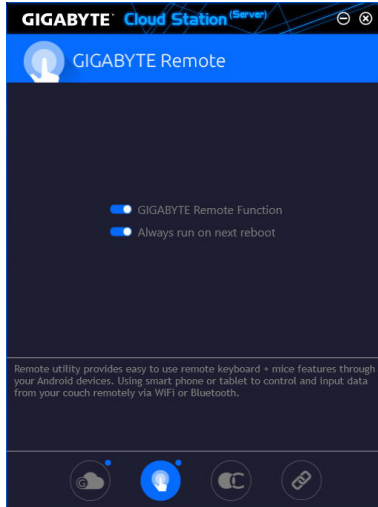 GIGABYTE Cloud Station (Server)
GIGABYTE Remote
GIGABYTE Remote Function
Always run on next reboot
Remote utility provides easy to use remote keyboard + mice features through
your Android devices. Using smart phone or tablet to control and input data
from your couch remotely via WiFi or Bluetooth.
G